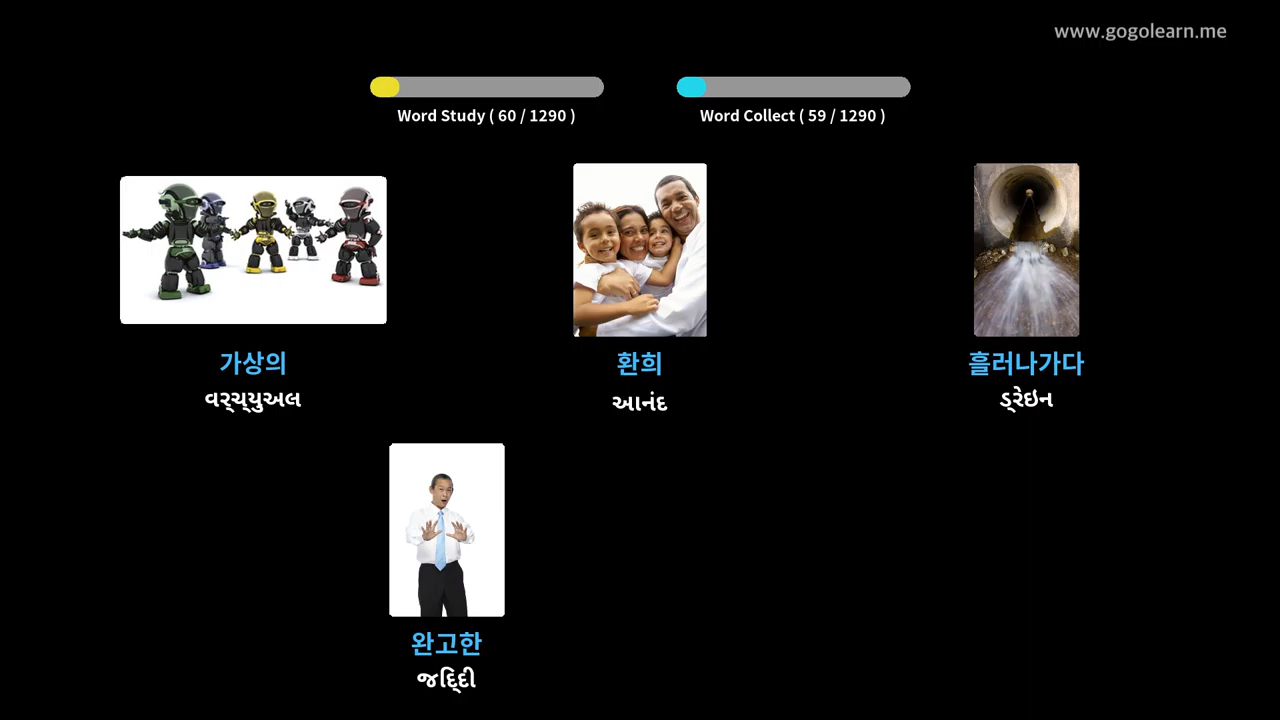 www.gogolearn.me
Word Study ( 60 / 1290 )
Word Collect ( 59 / 1290 )
가상의
વર્ચ્યુઅલ
환희
આનંદ
흘러나가다
ડ્રેઇન
완고한
જિદ્દી